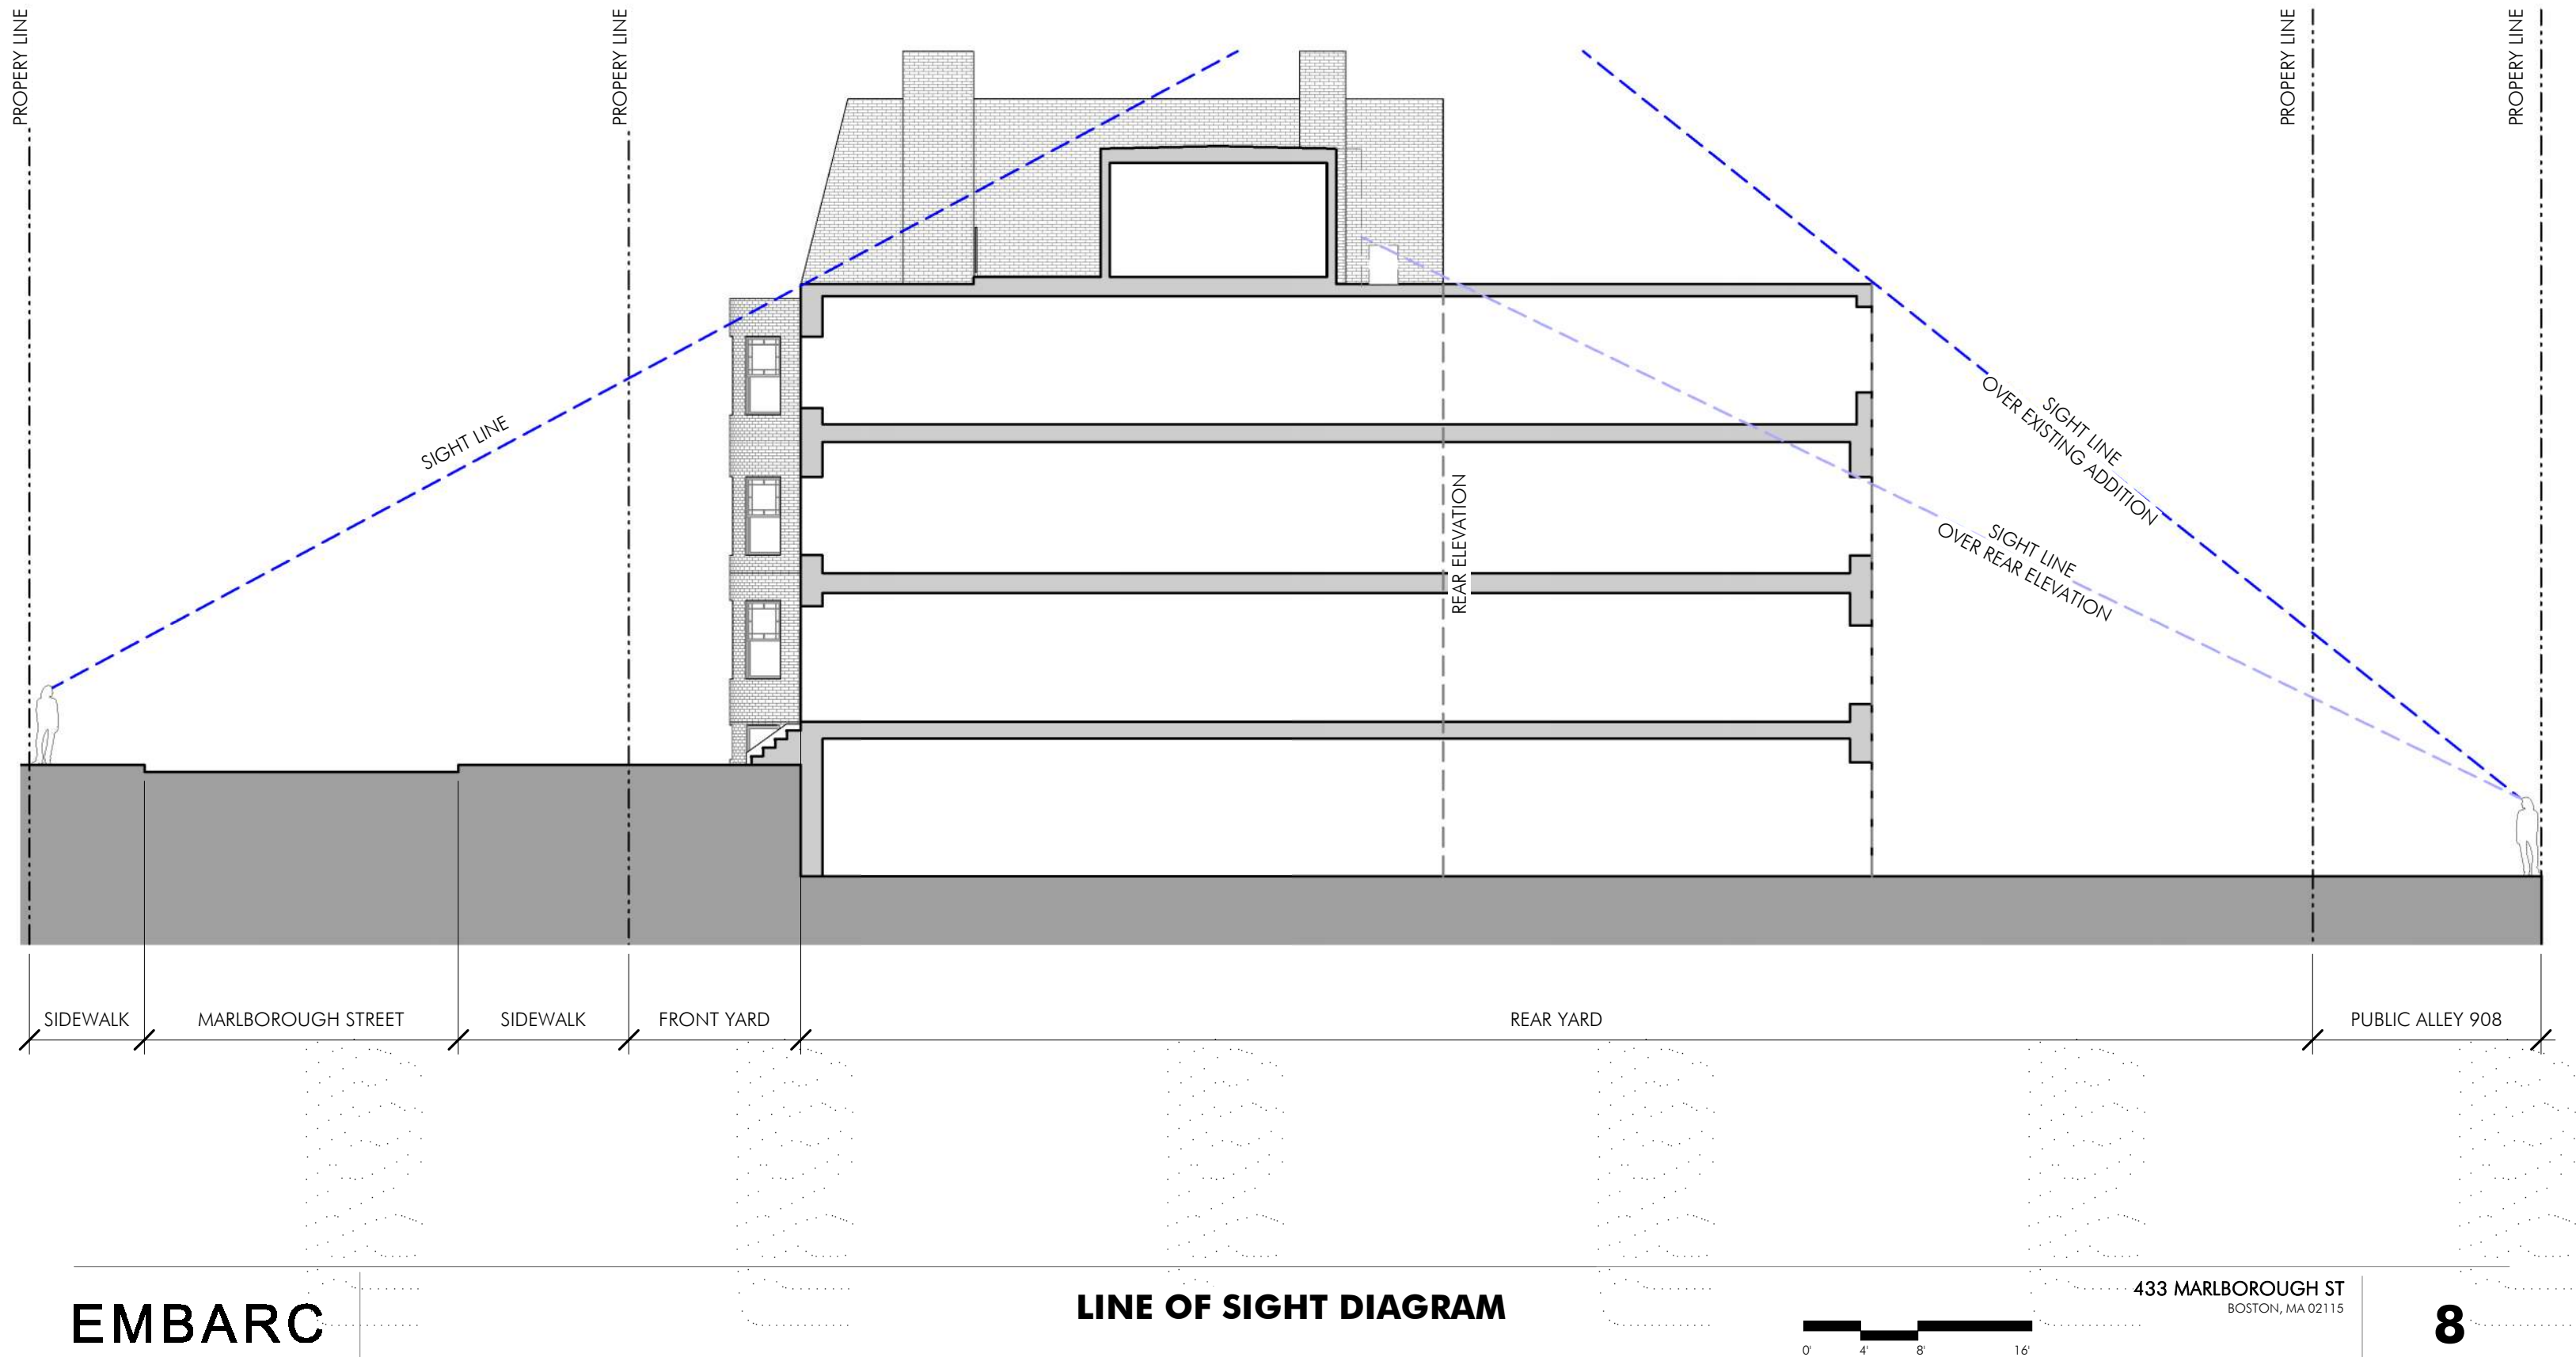 PROPERY LINE
PROPERY LINE
PROPERY LINE
PROPERY LINE
SIGHT LINE
SIGHT LINE
OVER EXISTING ADDITION
SIGHT LINE
OVER REAR ELEVATION
REAR ELEVATION
SIDEWALK
MARLBOROUGH STREET
SIDEWALK
FRONT YARD
REAR YARD
PUBLIC ALLEY 908
EMBARC
LINE OF SIGHT DIAGRAM
0' 4' 8' 16'
433 MARLBOROUGH ST
BOSTON, MA 02115
8